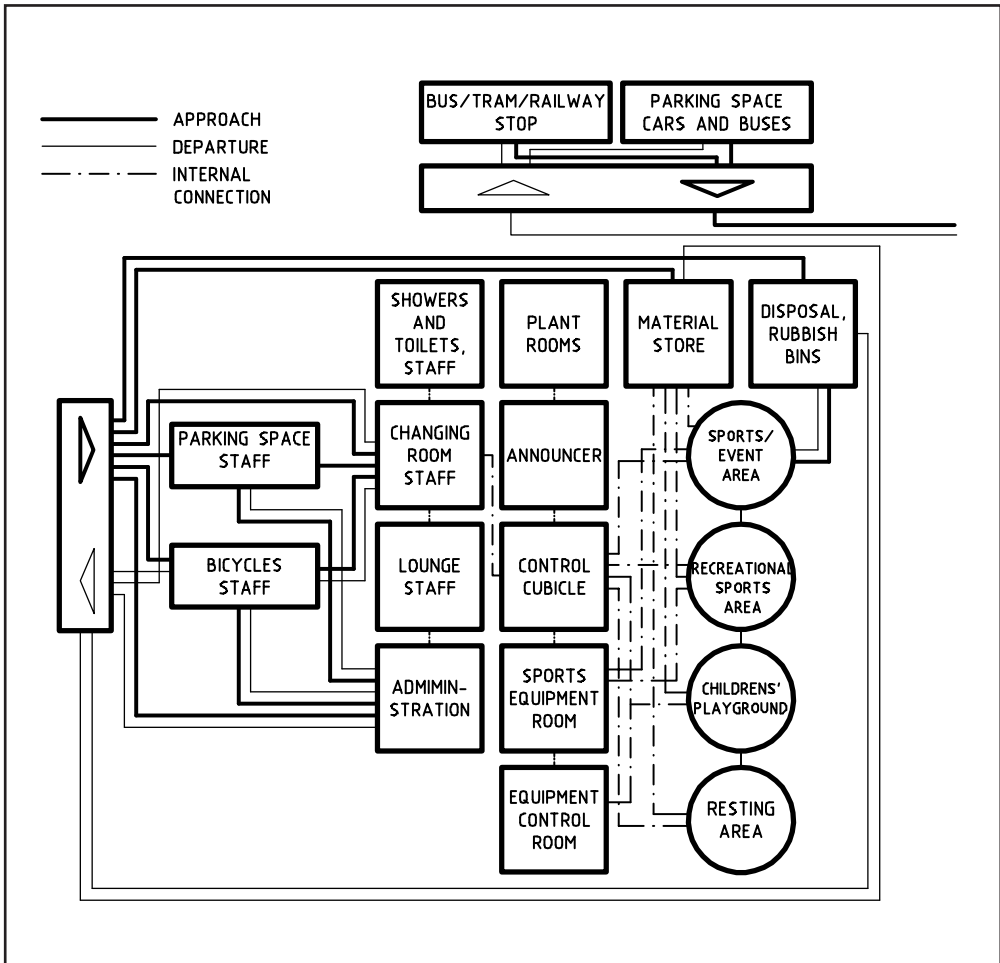 APPROACH
DEPARTURE
INTERNAL
CONNECTION
BUS/TRAM/RAILWAY
STOP
PARKING SPACE
CARS AND BUSES
SHOWERS
AND
TOILETS,
STAFF
PLANT
ROOMS
MATERIAL
STORE
DISPOSAL,
RUBBISH
BINS
PARKING SPACE
STAFF
CHANGING
ROOM
STAFF
ANNOUNCER
SPORTS/
EVENT
AREA
BICYCLES
STAFF
LOUNGE
STAFF
CONTROL
CUBICLE
RECREATIONAL
SPORTS
AREA
ADMIMIN-
STRATION
SPORTS
EQUIPMENT
ROOM
CHILDRENS'
PLAYGROUND
EQUIPMENT
CONTROL
ROOM
RESTING
AREA